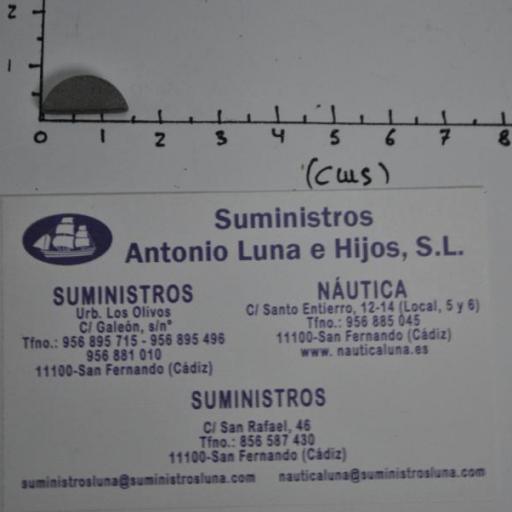 2
1
0 1 2 3 4 5 6 7 8
(cms)
Suministros
Antonio Luna e Hijos, S.L.
SUMINISTROS
Urb. Los Olivos
C/ Galeón, s/nº
Tfno.: 956 895 715 - 956 895 496
956 881 010
11100-San Fernando (Cádiz)
NÁUTICA
C/ Santo Entierro, 12-14 (Local, 5 y 6)
Tfno.: 956 885 045
11100-San Fernando (Cádiz)
www. nauticaluna.es
SUMINISTROS
C/ San Rafael, 46
Tfno.: 856 587 430
11100-San Fernando (Cádiz)
suministrosluna@suministrosluna.com nauticaluna@suministrosluna.com